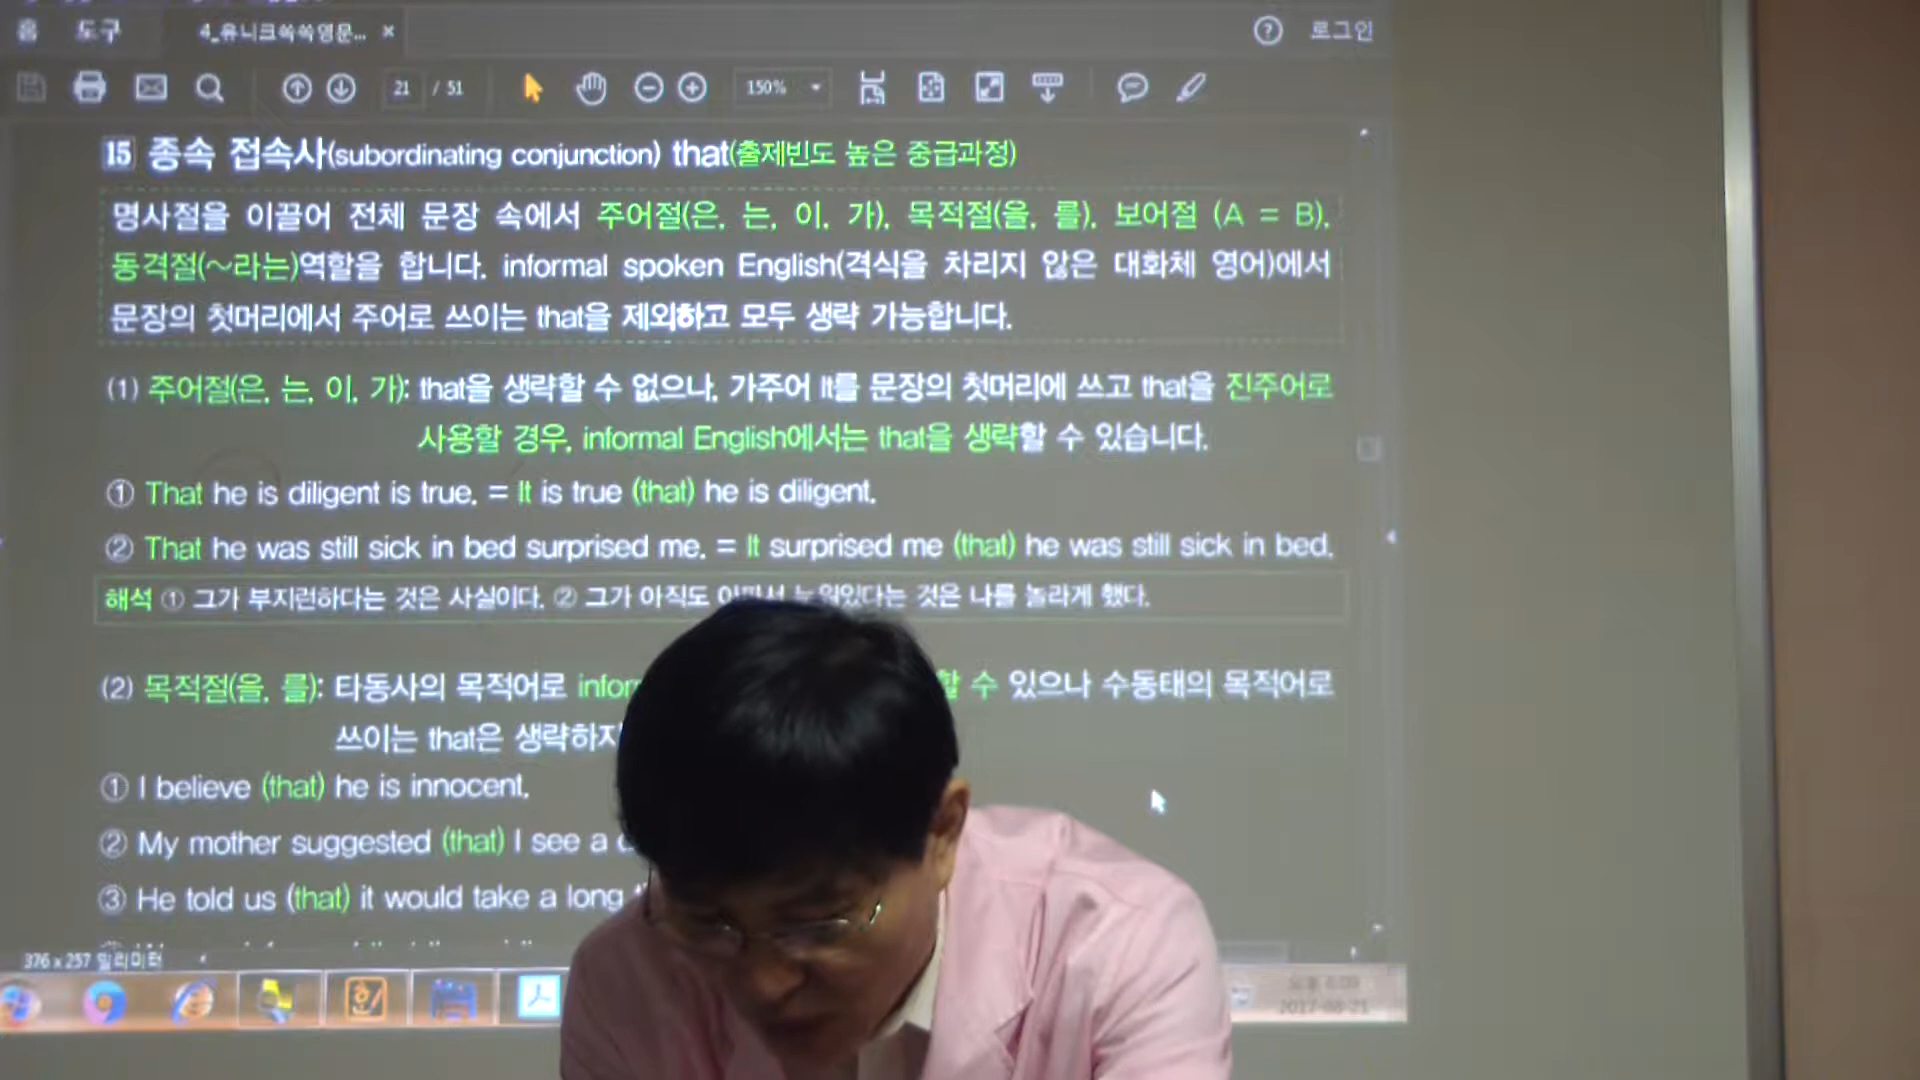 홈 도구 4_유니크쏙쏙영문... × ? 로그인
21 / 51 150%
15 종속 접속사(subordinating conjunction) that(출제빈도 높은 중급과정)
명사절을 이끌어 전체 문장 속에서 주어절(은, 는, 이, 가), 목적절(을, 를), 보어절 (A = B),
동격절(~라는)역할을 합니다. informal spoken English(격식을 차리지 않은 대화체 영어)에서
문장의 첫머리에서 주어로 쓰이는 that을 제외하고 모두 생략 가능합니다.
(1) 주어절(은, 는, 이, 가): that을 생략할 수 없으나, 가주어 It를 문장의 첫머리에 쓰고 that을 진주어로
사용할 경우, informal English에서는 that을 생략할 수 있습니다.
① That he is diligent is true. = It is true (that) he is diligent.
② That he was still sick in bed surprised me. = It surprised me (that) he was still sick in bed.
해석 ① 그가 부지런하다는 것은 사실이다. ② 그가 아직도 것은 나를 놀라게 했다.
(2) 목적절(을, 를): 타동사의 목적어로 수 있으나 수동태의 목적어로
쓰이는 that은
① I believe (that) he is innocent.
② My mother suggested (that) I see a
③ He told us (that) it would take a long
376 x 257 밀리미터
2017-08-21